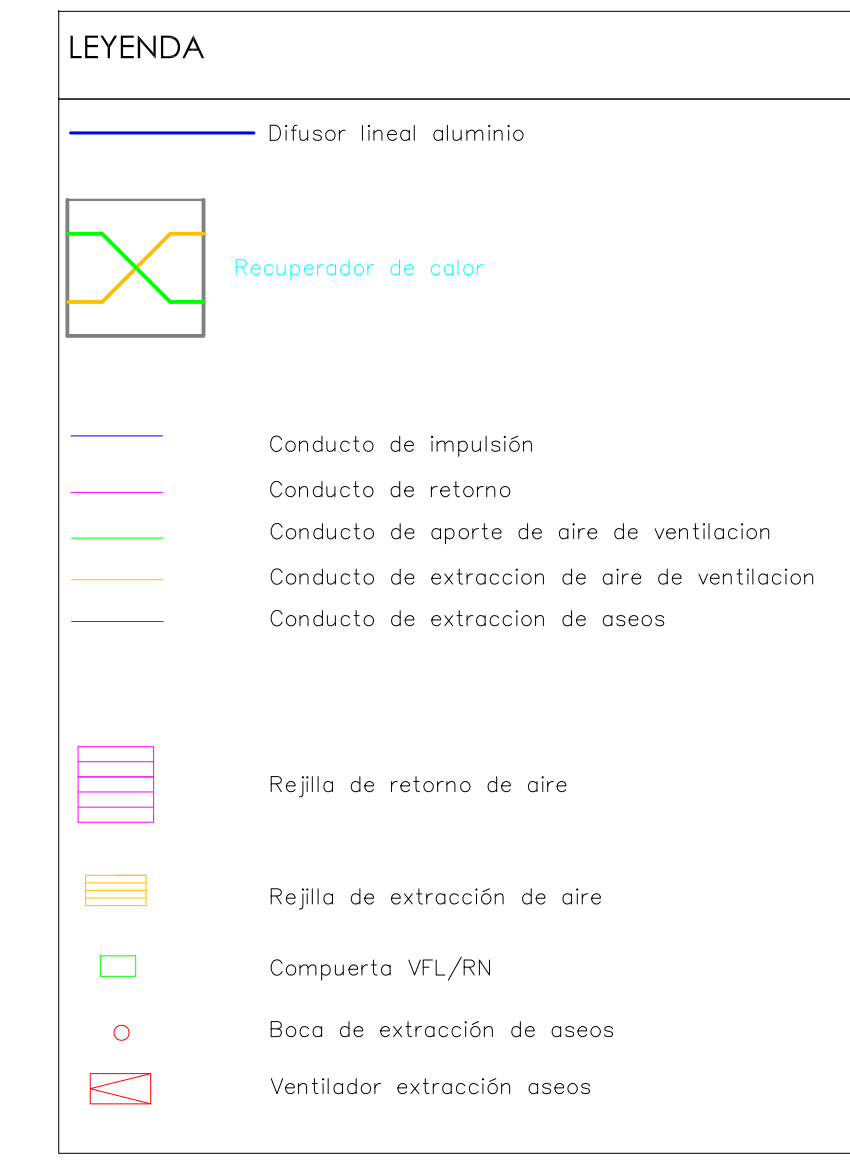 LEYENDA
Difusor lineal aluminio
Recuperador de calor
Conducto de impulsión
Conducto de retorno
Conducto de aporte de aire de ventilacion
Conducto de extraccion de aire de ventilacion
Conducto de extraccion de aseos
Rejilla de retorno de aire
Rejilla de extracción de aire
Compuerta VFL/RN
Boca de extracción de aseos
Ventilador extracción aseos